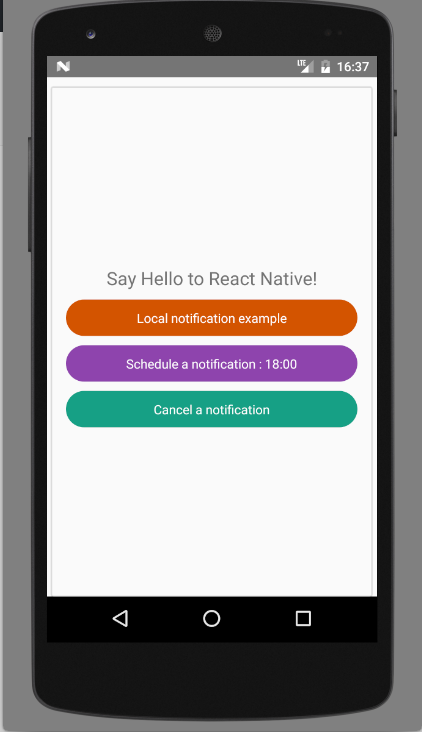 LTE
16:37
Say Hello to React Native!
Local notification example
Schedule a notification : 18:00
Cancel a notification